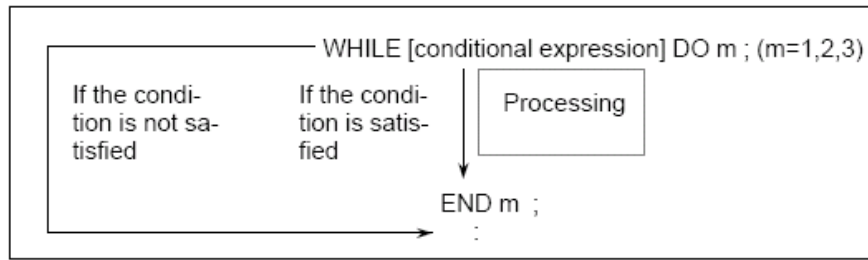 WHILE [conditional expression] DO m ; (m=1,2,3)
If the condi-
tion is not sa-
tisfied
If the condi-
tion is satis-
fied
Processing
END m ;
: